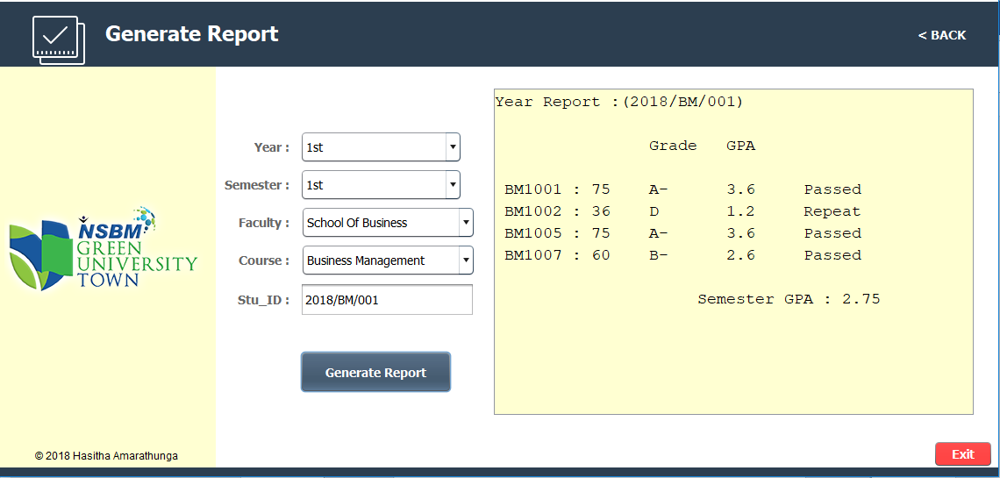 Generate Report
< BACK
NSBM
GREEN
UNIVERSITY
TOWN
© 2018 Hasitha Amarathunga
Year : 1st
Semester : 1st
Faculty : School Of Business
Course : Business Management
Stu_ID : 2018/BM/001
Generate Report
Year Report :(2018/BM/001)
Grade GPA
BM1001 : 75 A- 3.6 Passed
BM1002 : 36 D 1.2 Repeat
BM1005 : 75 A- 3.6 Passed
BM1007 : 60 B- 2.6 Passed
Semester GPA : 2.75
Exit